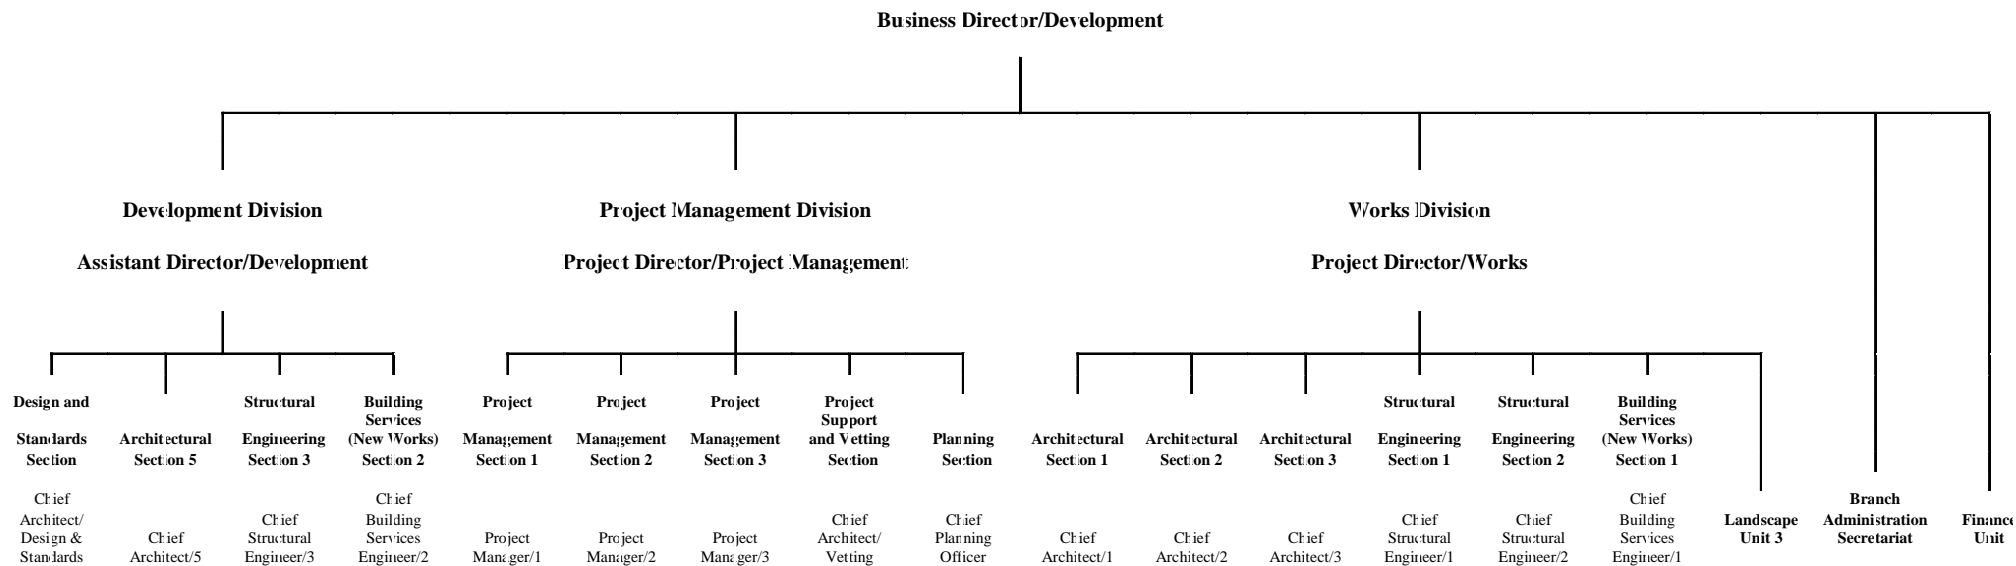 Business Director/Development
Development Division
Assistant Director/Development
Project Management Division
Project Director/Project Management
Works Division
Project Director/Works
Design and
Standards
Section
Chief
Architect/
Design &
Standards
Architectural
Section 5
Chief
Architect/5
Structural
Engineering
Section 3
Chief
Structural
Engineer/3
Building
Services
(New Works)
Section 2
Chief
Building
Services
Engineer/2
Project
Management
Section 1
Project
Manager/1
Project
Management
Section 2
Project
Manager/2
Project
Management
Section 3
Project
Manager/3
Project
Support
and Vetting
Section
Chief
Architect/
Vetting
Planning
Section
Chief
Planning
Officer
Architectural
Section 1
Chief
Architect/1
Architectural
Section 2
Chief
Architect/2
Architectural
Section 3
Chief
Architect/3
Structural
Engineering
Section 1
Chief
Structural
Engineer/1
Structural
Engineering
Section 2
Chief
Structural
Engineer/2
Building
Services
(New Works)
Section 1
Chief
Building
Services
Engineer/1
Landscape
Unit 3
Branch
Administration
Secretariat
Finance
Unit